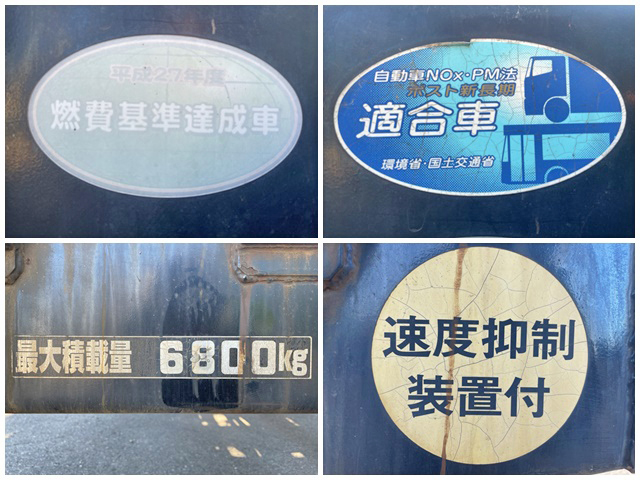 平成27年度
燃費基準達成車
自動車NOx・PM法
ポスト新長期
適合車
環境省・国土交通省
最大積載量 6800kg
速度抑制
装置付